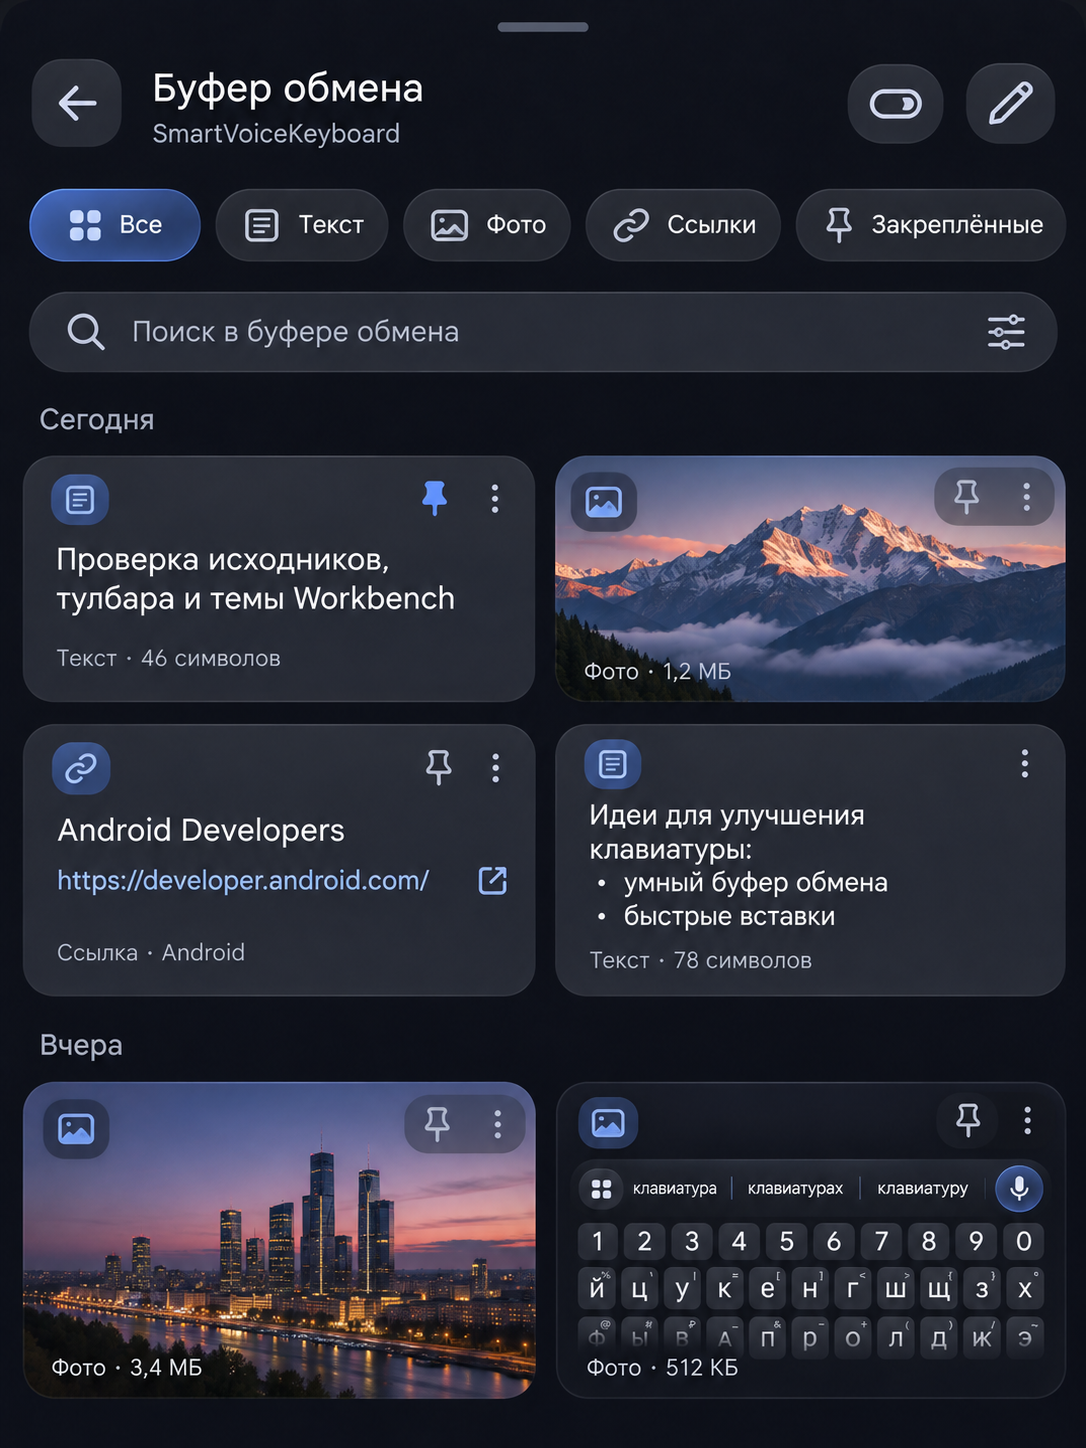 Буфер обмена
SmartVoiceKeyboard
Все
Текст
Фото
Ссылки
Закреплённые
Поиск в буфере обмена
Сегодня
Проверка исходников,
тулбара и темы Workbench
Текст · 46 символов
Фото · 1,2 МБ
Android Developers
https://developer.android.com/
Ссылка · Android
Идеи для улучшения
клавиатуры:
• умный буфер обмена
• быстрые вставки
Текст · 78 символов
Вчера
Фото · 3,4 МБ
клавиатура клавиатурах клавиатуру
1 2 3 4 5 6 7 8 9 0
й ц у к е н г ш щ з х
ф ы в а п р о л д ж э
Фото · 512 КБ